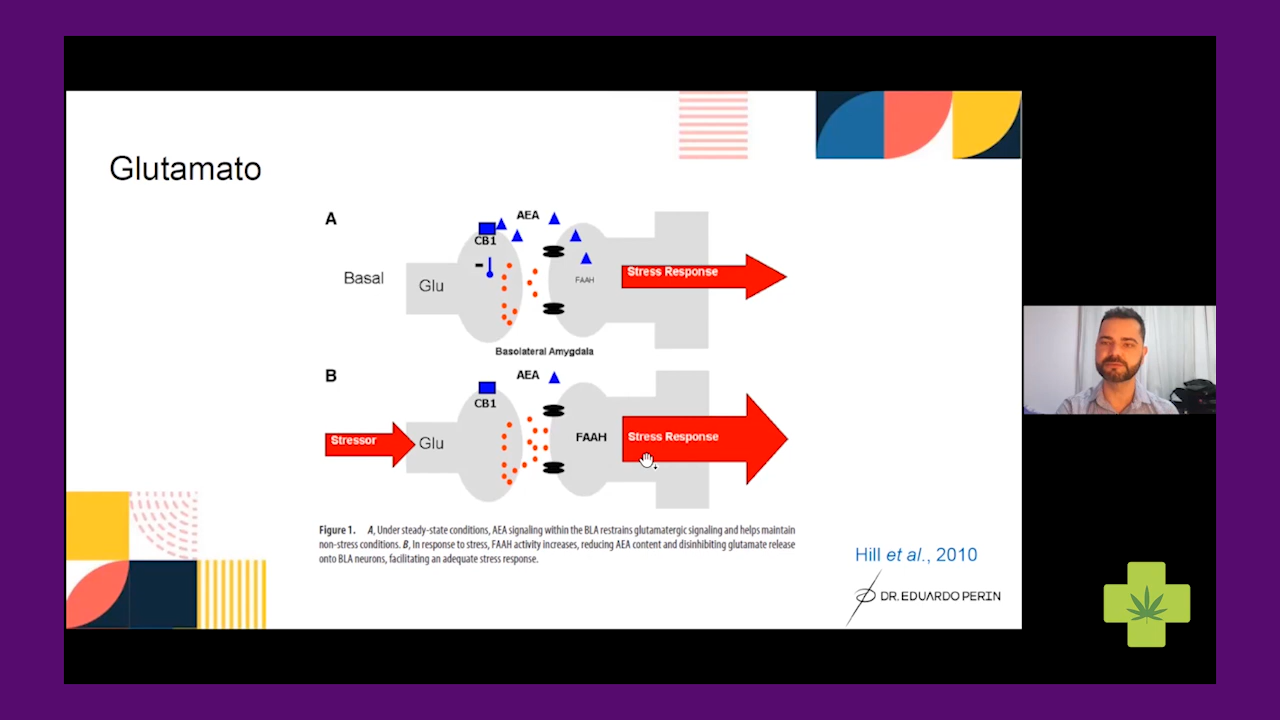 Glutamato
A
AEA
CB1
-
Basal
Glu
FAAH
Stress Response
Basolateral Amygdala
B
AEA
CB1
Stressor
Glu
FAAH
Stress Response
Figure 1. A, Under steady-state conditions, AEA signaling within the BLA restrains glutamatergic signaling and helps maintain
non-stress conditions. B, In response to stress, FAAH activity increases, reducing AEA content and disinhibiting glutamate release
onto BLA neurons, facilitating an adequate stress response.
Hill et al., 2010
DR. EDUARDO PERIN